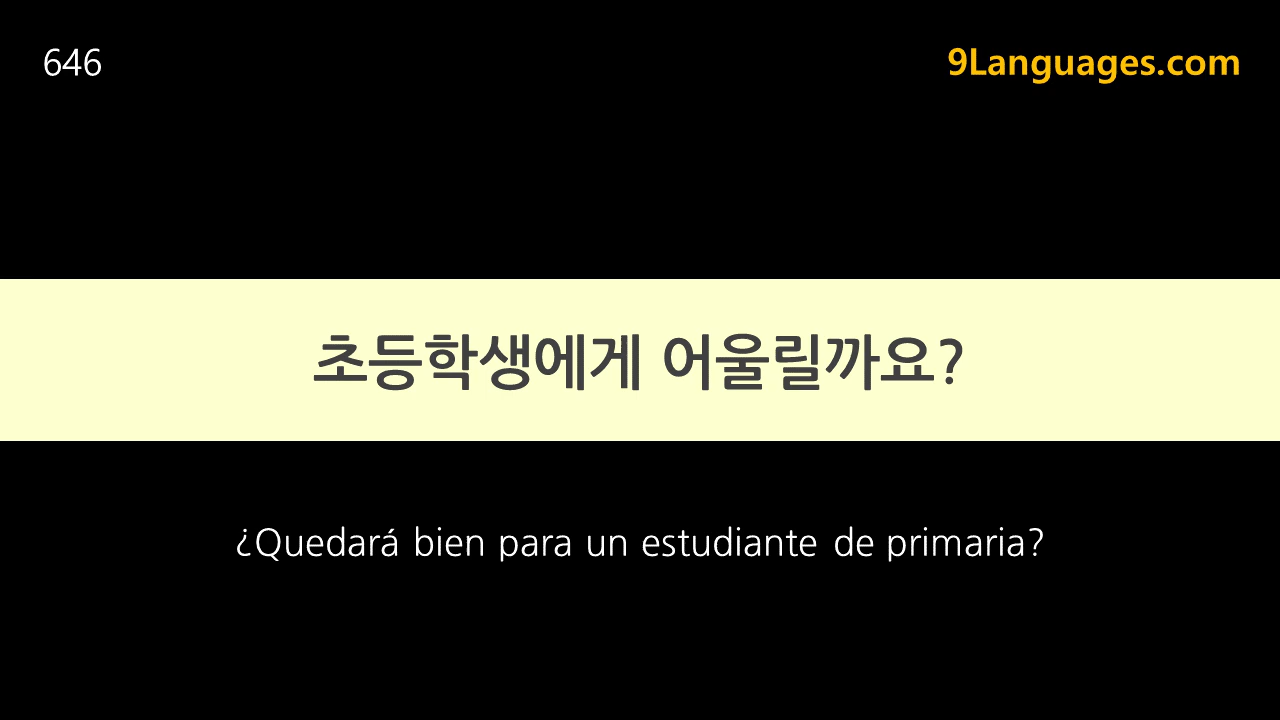 646
9Languages.com
초등학생에게 어울릴까요?
¿Quedará bien para un estudiante de primaria?